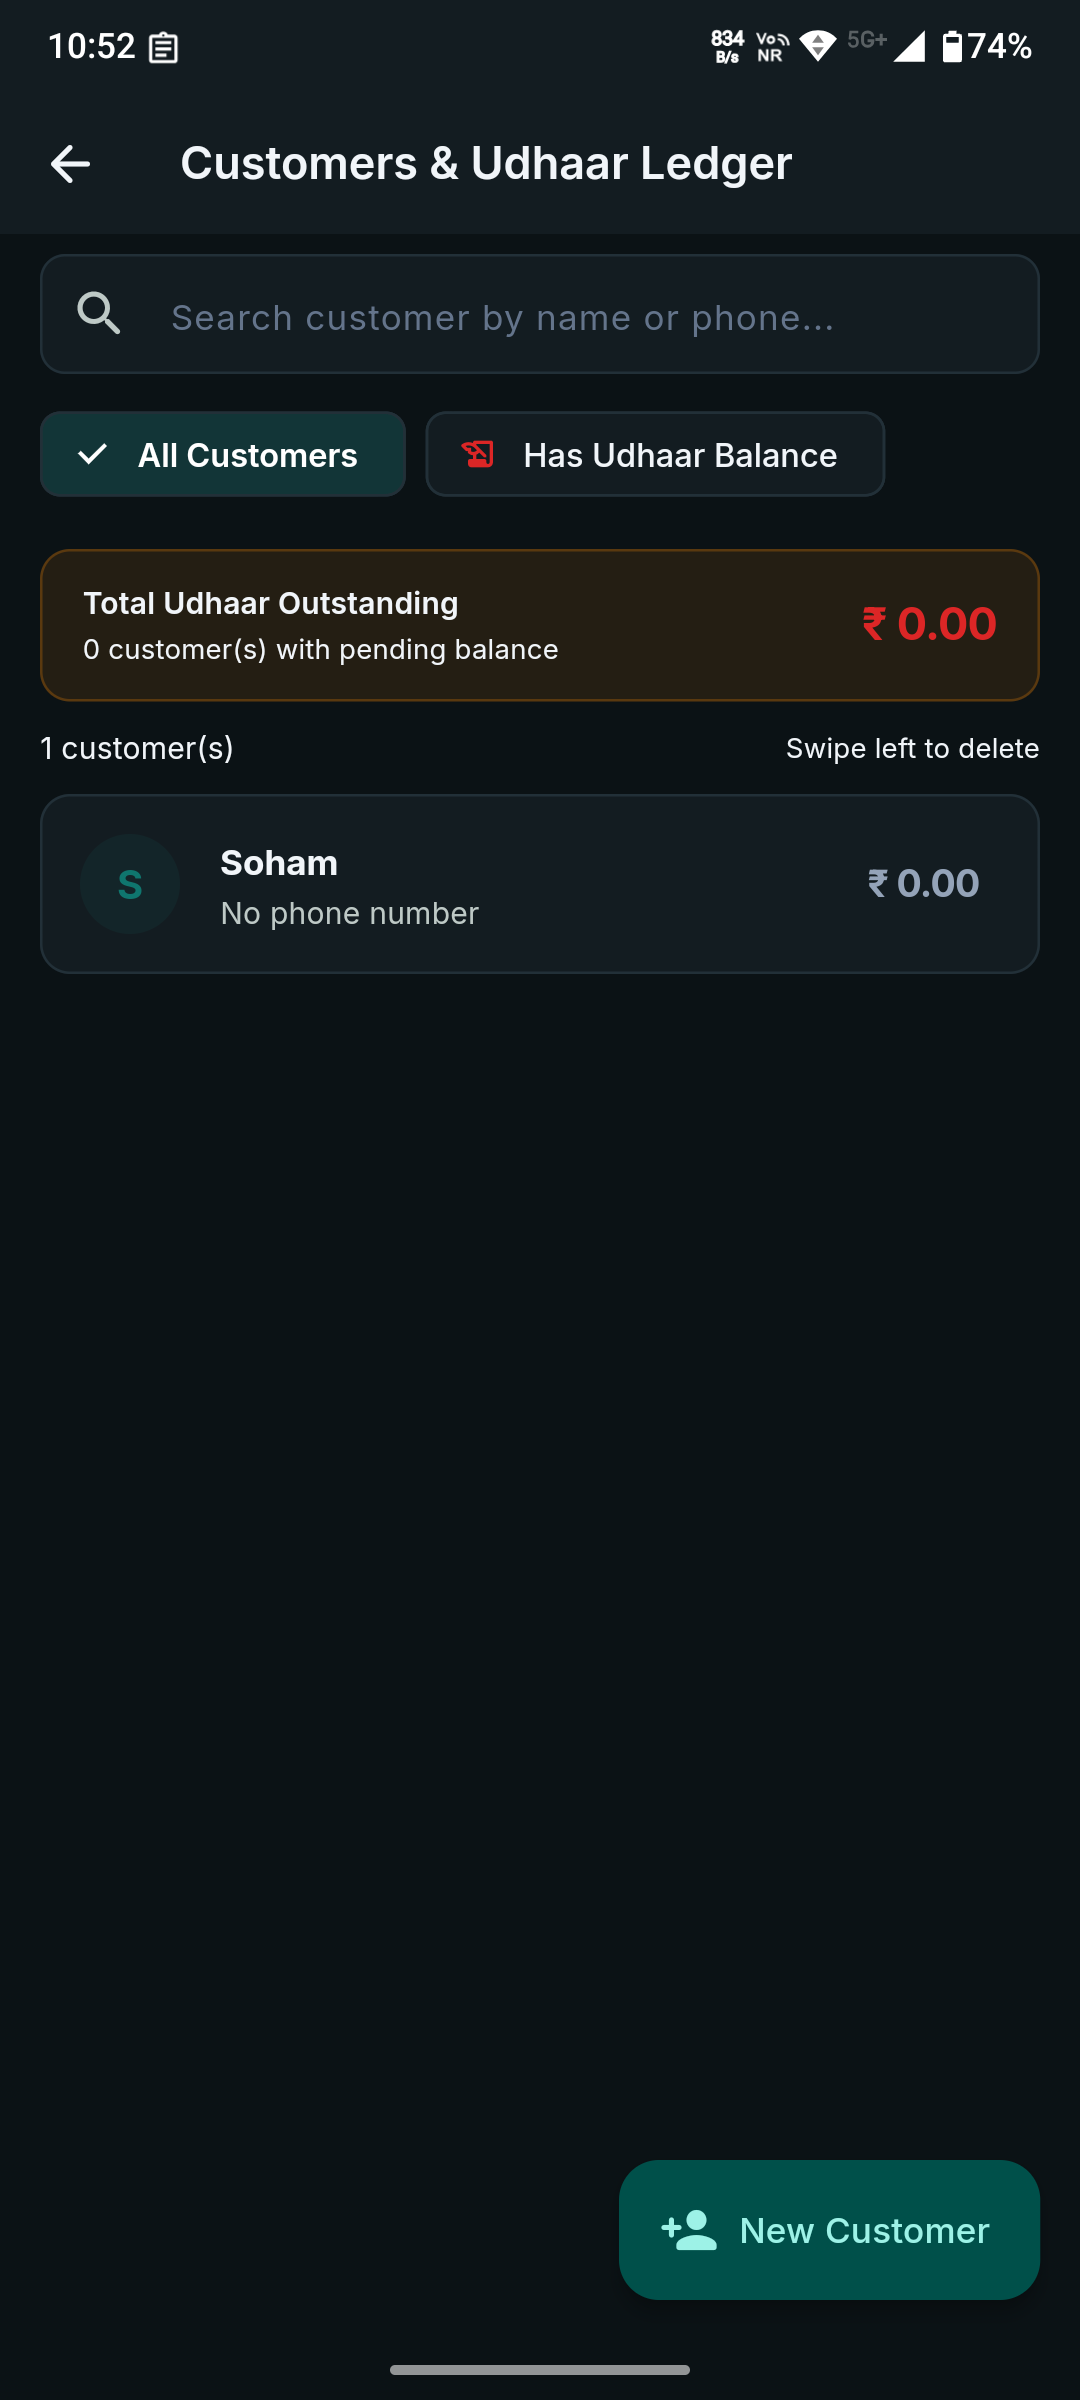 10:52
834 B/s Vo NR 5G+ 74%
Customers & Udhaar Ledger
Search customer by name or phone...
All Customers
Has Udhaar Balance
Total Udhaar Outstanding
₹ 0.00
0 customer(s) with pending balance
1 customer(s)
Swipe left to delete
S
Soham
No phone number
₹ 0.00
New Customer